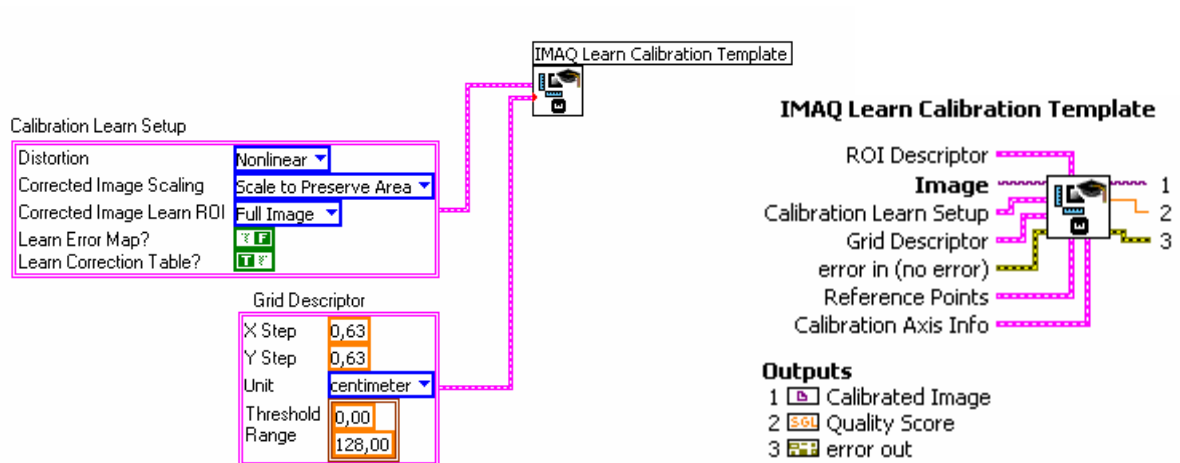 IMAQ Learn Calibration Template
Calibration Learn Setup
Distortion Nonlinear
Corrected Image Scaling Scale to Preserve Area
Corrected Image Learn ROI Full Image
Learn Error Map? F
Learn Correction Table? T
Grid Descriptor
X Step 0,63
Y Step 0,63
Unit centimeter
Threshold Range 0,00
128,00
IMAQ Learn Calibration Template
ROI Descriptor
Image 1
Calibration Learn Setup 2
Grid Descriptor 3
error in (no error)
Reference Points
Calibration Axis Info
Outputs
1 Calibrated Image
2 SGL Quality Score
3 error out